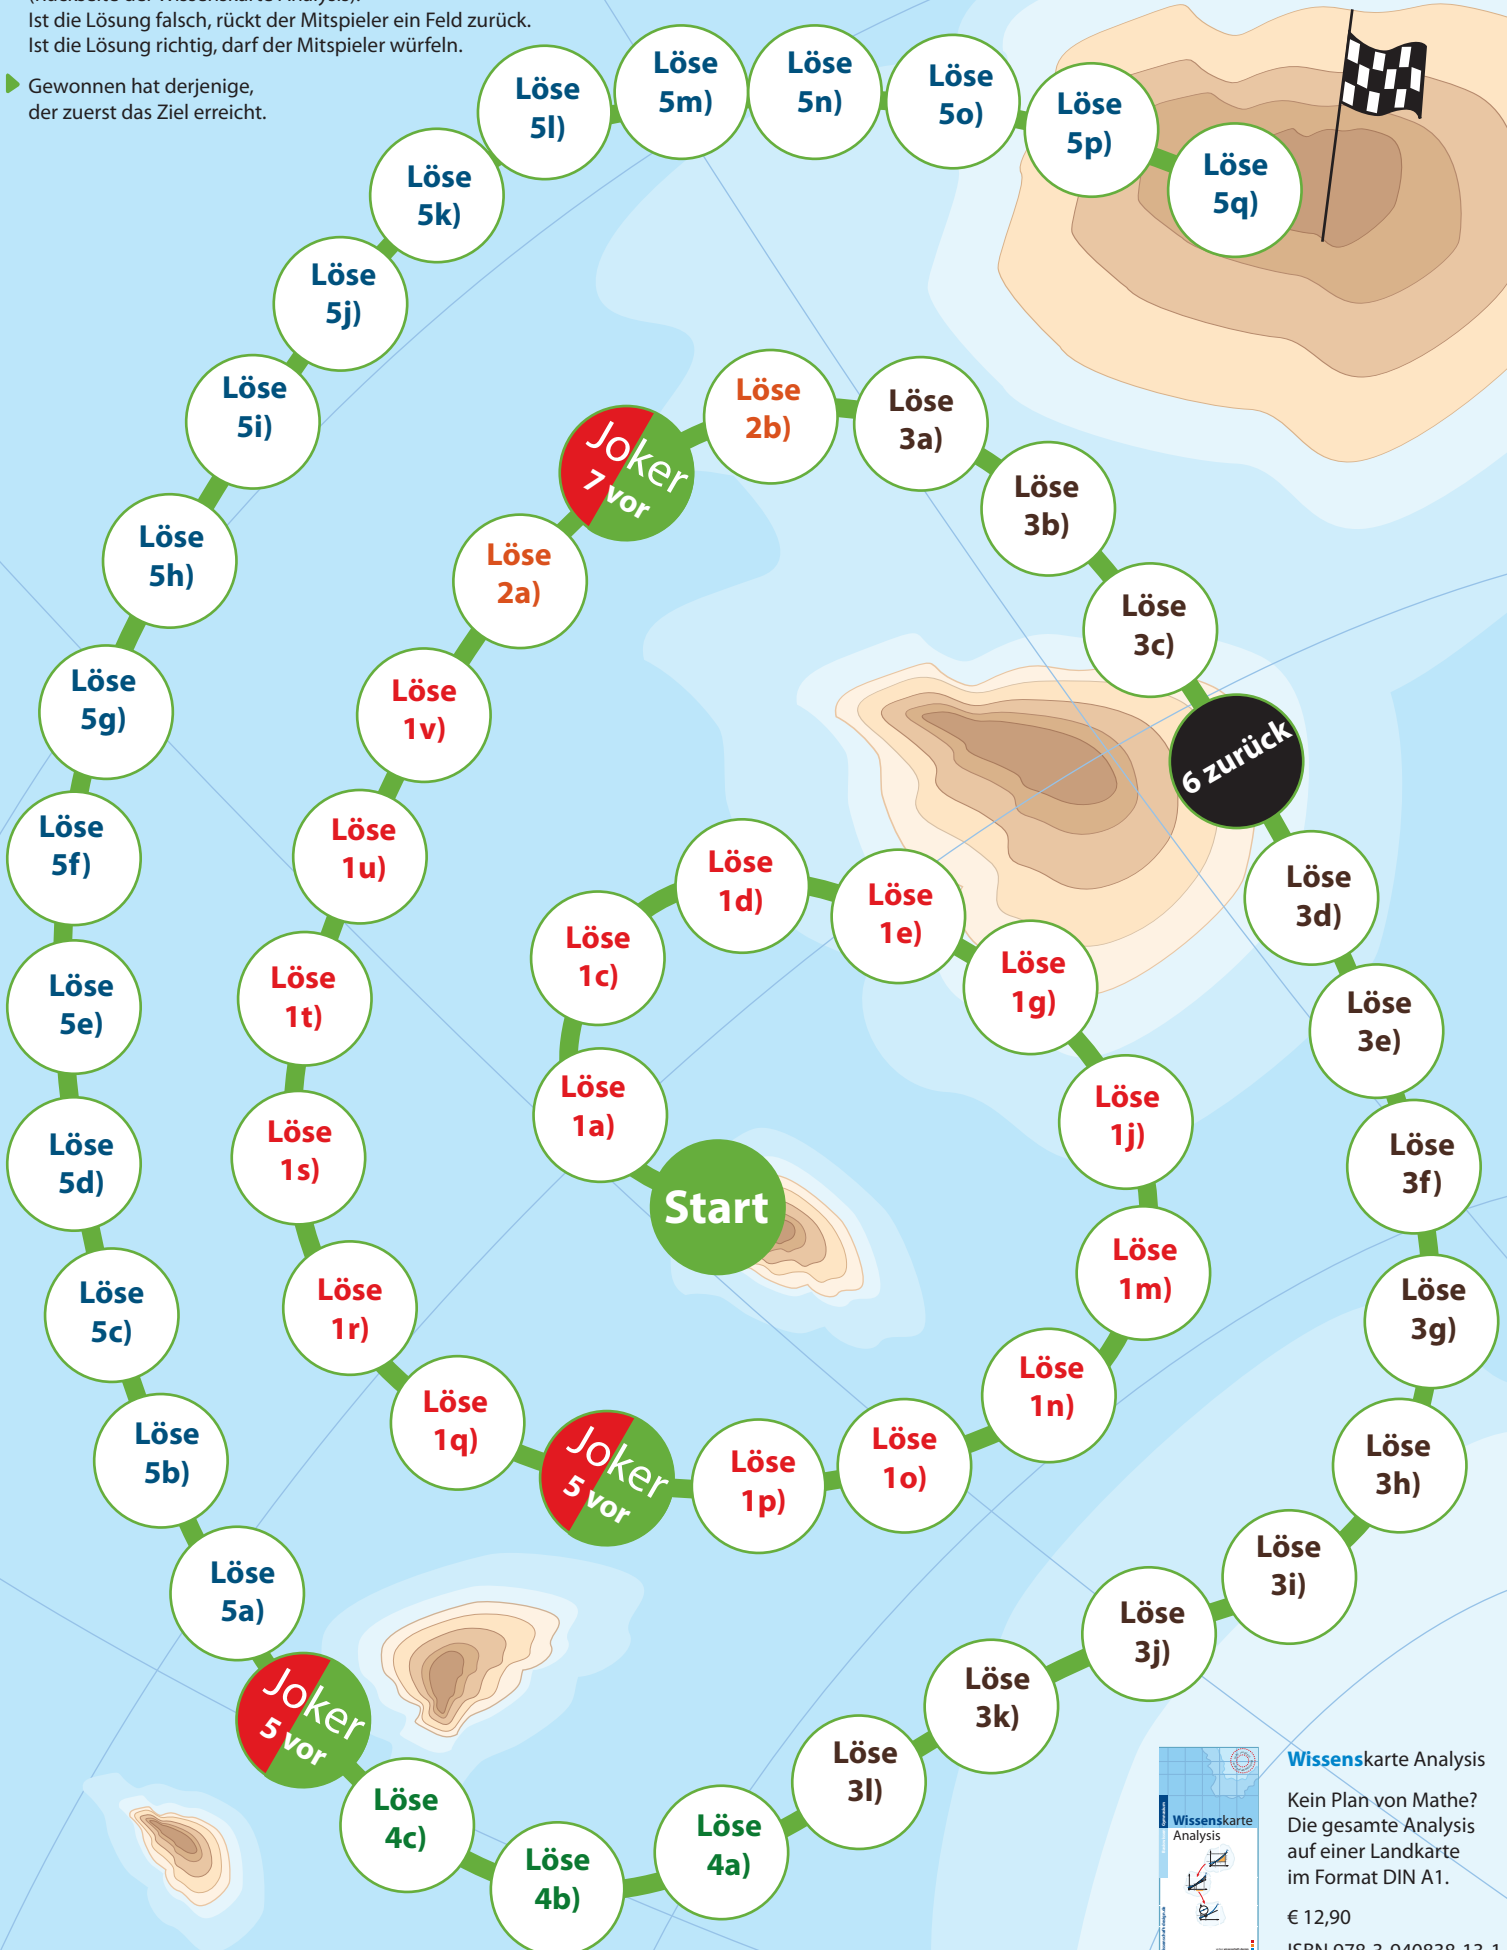 Ist die Lösung falsch, rückt der Mitspieler ein Feld zurück.
Ist die Lösung richtig, darf der Mitspieler würfeln.
Gewonnen hat derjenige,
der zuerst das Ziel erreicht.
Start
Löse
1a)
Löse
1c)
Löse
1d)
Löse
1e)
Löse
1g)
Löse
1j)
Löse
1m)
Löse
1n)
Löse
1o)
Löse
1p)
Joker
5 vor
Löse
1q)
Löse
1r)
Löse
1s)
Löse
1t)
Löse
1u)
Löse
1v)
Löse
2a)
Joker
7 vor
Löse
2b)
Löse
3a)
Löse
3b)
Löse
3c)
6 zurück
Löse
3d)
Löse
3e)
Löse
3f)
Löse
3g)
Löse
3h)
Löse
3i)
Löse
3j)
Löse
3k)
Löse
3l)
Löse
4a)
Löse
4b)
Löse
4c)
Joker
5 vor
Löse
5a)
Löse
5b)
Löse
5c)
Löse
5d)
Löse
5e)
Löse
5f)
Löse
5g)
Löse
5h)
Löse
5i)
Löse
5j)
Löse
5k)
Löse
5l)
Löse
5m)
Löse
5n)
Löse
5o)
Löse
5p)
Löse
5q)
Wissenskarte
Analysis
Wissenskarte Analysis
Kein Plan von Mathe?
Die gesamte Analysis
auf einer Landkarte
im Format DIN A1.
€ 12,90
ISBN 978-3-940838-13-1